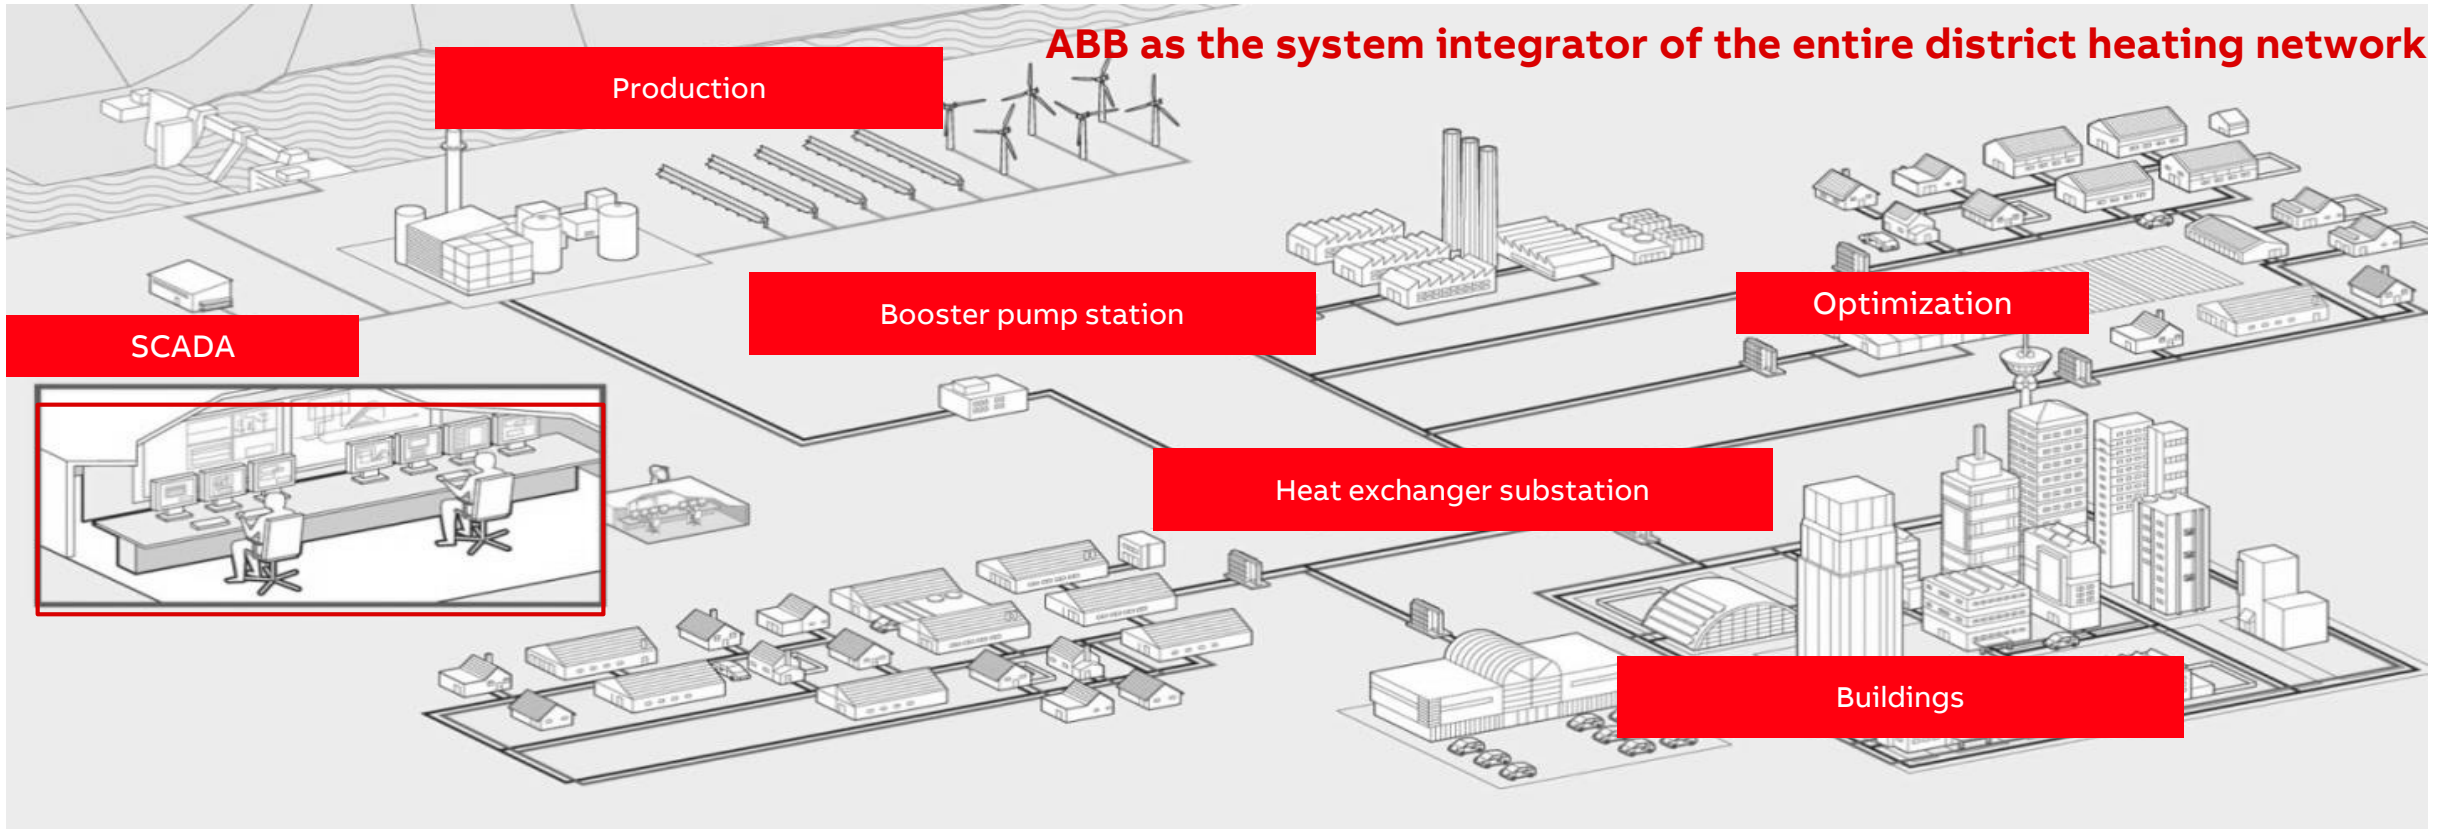 ABB as the system integrator of the entire district heating network
Production
Booster pump station
Optimization
SCADA
Heat exchanger substation
Buildings